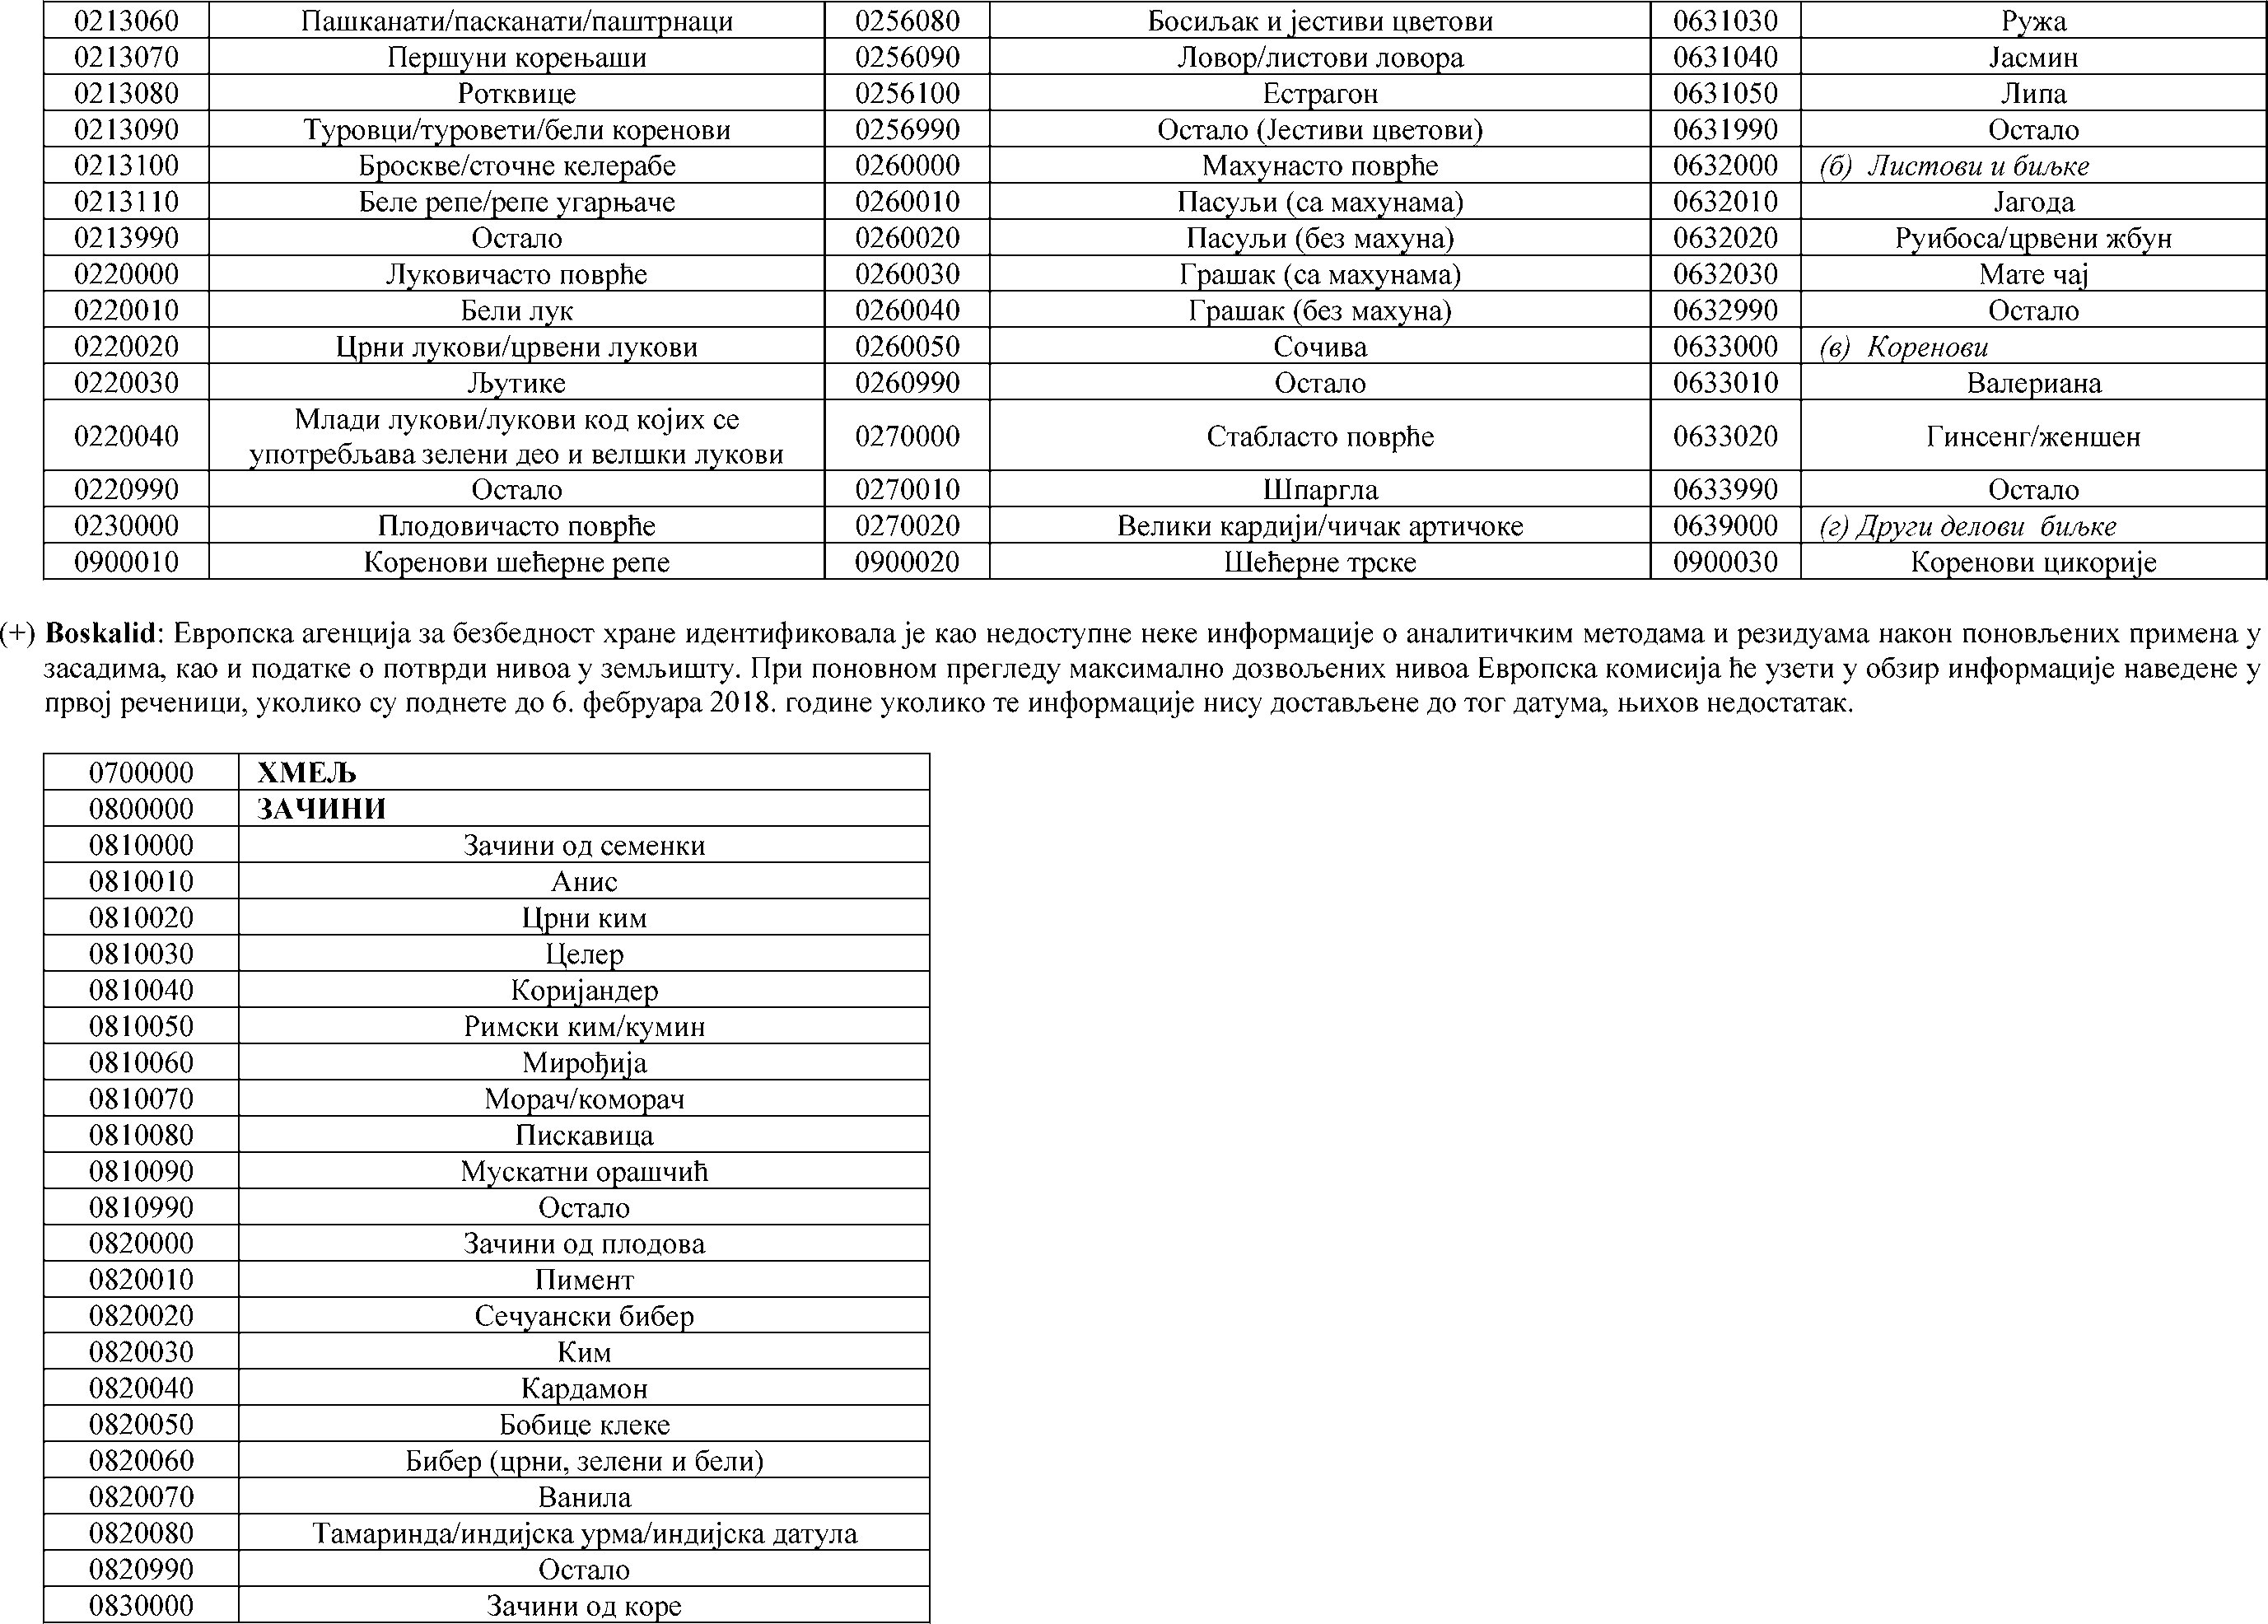 0213060 Пашканати/пасканати/паштрнаци 0256080 Босиљак и јестиви цветови 0631030 Ружа
0213070 Першуни корењаши 0256090 Ловор/листови ловора 0631040 Јасмин
0213080 Ротквице 0256100 Естрагон 0631050 Липа
0213090 Туровци/туровети/бели коренови 0256990 Остало (Јестиви цветови) 0631990 Остало
0213100 Броскве/сточне келерабе 0260000 Махунасто поврће 0632000 (б) Листови и биљке
0213110 Беле репе/репе угарњаче 0260010 Пасуљи (са махунама) 0632010 Јагода
0213990 Остало 0260020 Пасуљи (без махуна) 0632020 Руибоса/црвени жбун
0220000 Луковичасто поврће 0260030 Грашак (са махунама) 0632030 Мате чај
0220010 Бели лук 0260040 Грашак (без махуна) 0632990 Остало
0220020 Црни лукови/црвени лукови 0260050 Сочива 0633000 (в) Коренови
0220030 Љутике 0260990 Остало 0633010 Валериана
0220040 Млади лукови/лукови код којих се
употребљава зелени део и велшки лукови 0270000 Стабласто поврће 0633020 Гинсенг/женшен
0220990 Остало 0270010 Шпаргла 0633990 Остало
0230000 Плодовичасто поврће 0270020 Велики кардији/чичак артичоке 0639000 (г) Други делови биљке
0900010 Коренови шећерне репе 0900020 Шећерне трске 0900030 Коренови цикорије
(+) Boskalid: Европска агенција за безбедност хране идентификовала је као недоступне неке информације о аналитичким методама и резидуама након поновљених примена у
засадима, као и податке о потврди нивоа у земљишту. При поновном прегледу максимално дозвољених нивоа Европска комисија ће узети у обзир информације наведене у
првој реченици, уколико су поднете до 6. фебруара 2018. године уколико те информације нису достављене до тог датума, њихов недостатак.
0700000 ХМЕЉ
0800000 ЗАЧИНИ
0810000 Зачини од семенки
0810010 Анис
0810020 Црни ким
0810030 Целер
0810040 Коријандер
0810050 Римски ким/кумин
0810060 Мирођија
0810070 Морач/коморач
0810080 Пискавица
0810090 Мускатни орашчић
0810990 Остало
0820000 Зачини од плодова
0820010 Пимент
0820020 Сечуански бибер
0820030 Ким
0820040 Кардамон
0820050 Бобице клеке
0820060 Бибер (црни, зелени и бели)
0820070 Ванила
0820080 Тамаринда/индијска урма/индијска датула
0820990 Остало
0830000 Зачини од коре